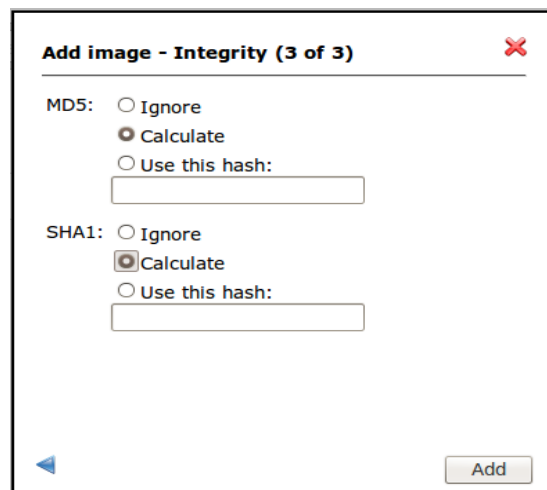 Add image - Integrity (3 of 3)
MD5: Ignore
Calculate
Use this hash:
SHA1: Ignore
Calculate
Use this hash:
Add